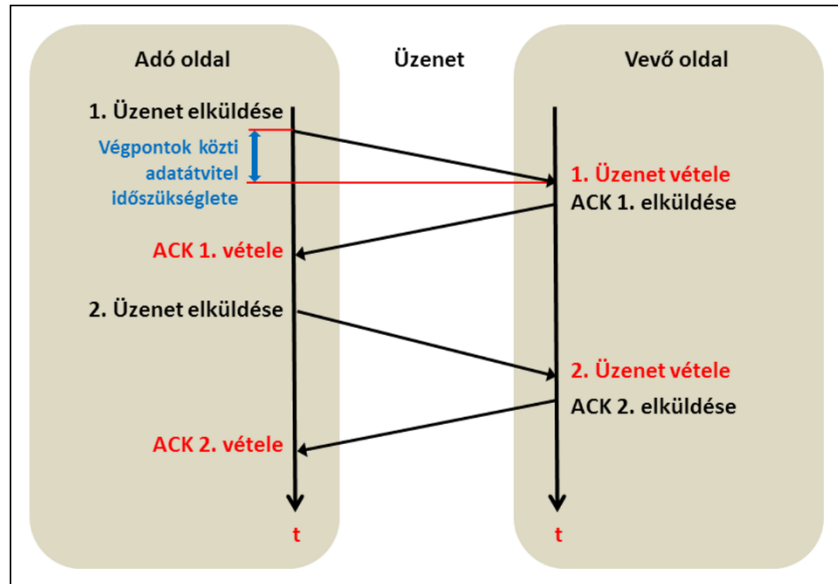 Adó oldal
Üzenet
Vevő oldal
1. Üzenet elküldése
Végpontok közti
adatátvitel
időszükséglete
1. Üzenet vétele
ACK 1. elküldése
ACK 1. vétele
2. Üzenet elküldése
2. Üzenet vétele
ACK 2. elküldése
ACK 2. vétele
t
t